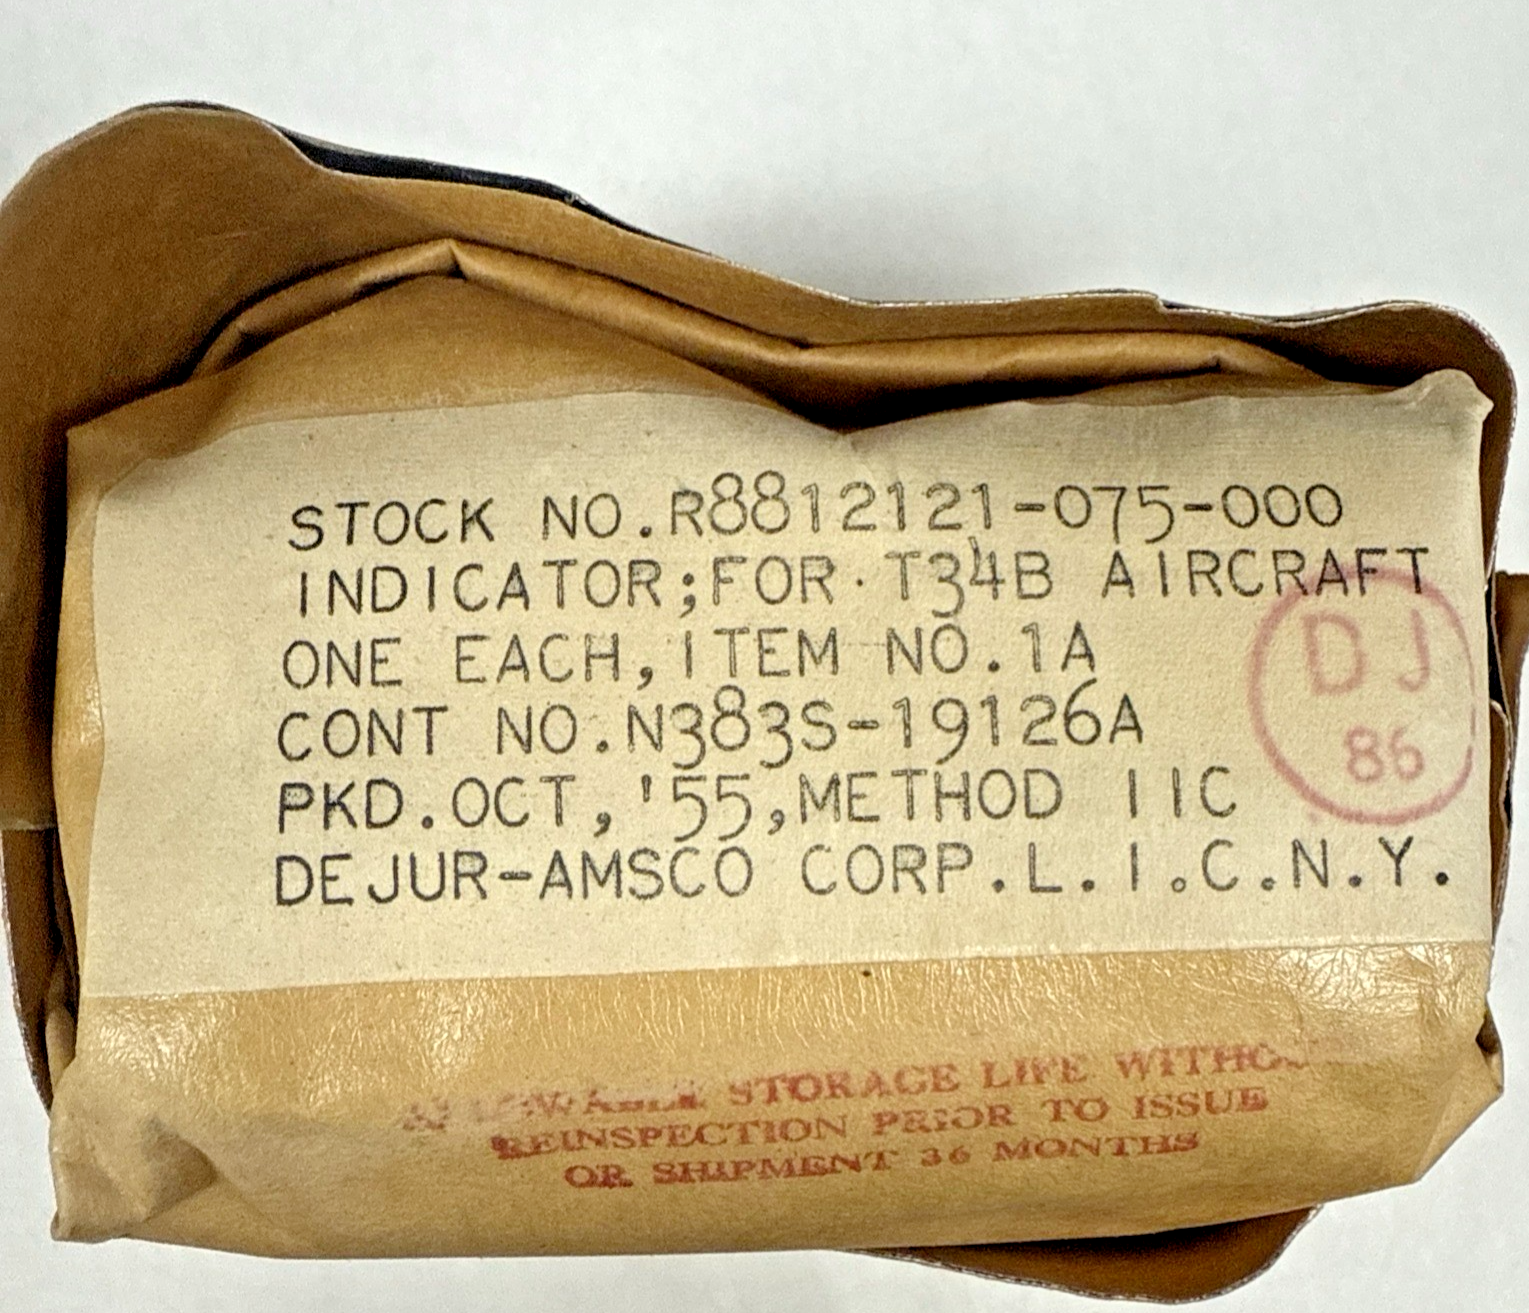 STOCK NO.R8812121-075-000
INDICATOR;FOR T34B AIRCRAFT
ONE EACH,ITEM NO.1A
CONT NO.N383S-19126A
PKD.OCT,'55,METHOD IIC
DEJUR-AMSCO CORP.L.I.C.N.Y.
DJ
86
ALLOWABLE STORAGE LIFE WITHOUT
REINSPECTION PRIOR TO ISSUE
OR SHIPMENT 36 MONTHS